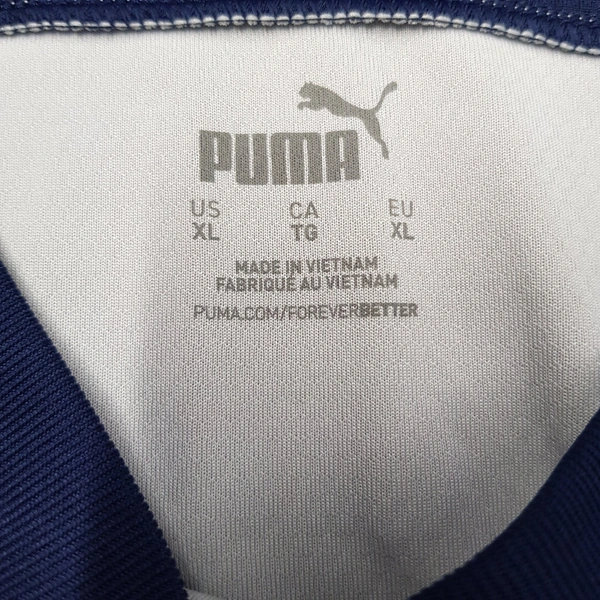 PUMA
US CA EU
XL TG XL
MADE IN VIETNAM
FABRIQUÉ AU VIETNAM
PUMA.COM/FOREVERBETTER